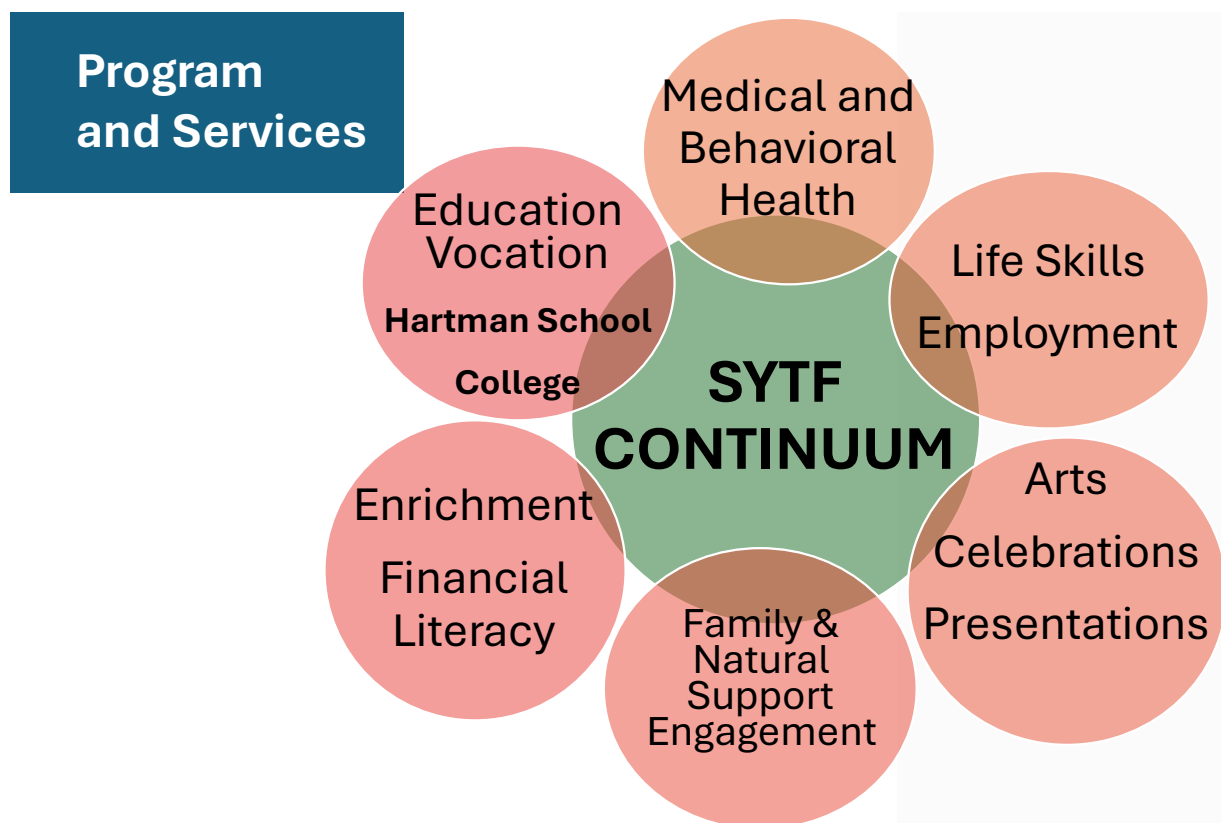 Program
and Services
Medical and
Behavioral
Health
Education
Vocation
Hartman School
College
Life Skills
Employment
SYTF
CONTINUUM
Enrichment
Financial
Literacy
Arts
Celebrations
Presentations
Family &
Natural
Support
Engagement